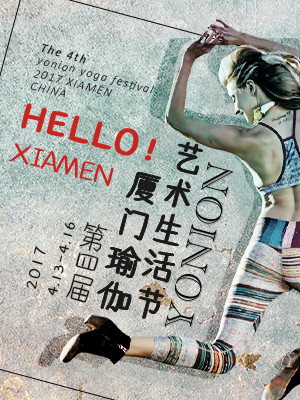 The 4th
yonion yoga festival
2017 XIAMEN
CHINA
HELLO!
XIAMEN
艺术生活节
厦门瑜伽
第四届
2017
4.13-4.16
YONION